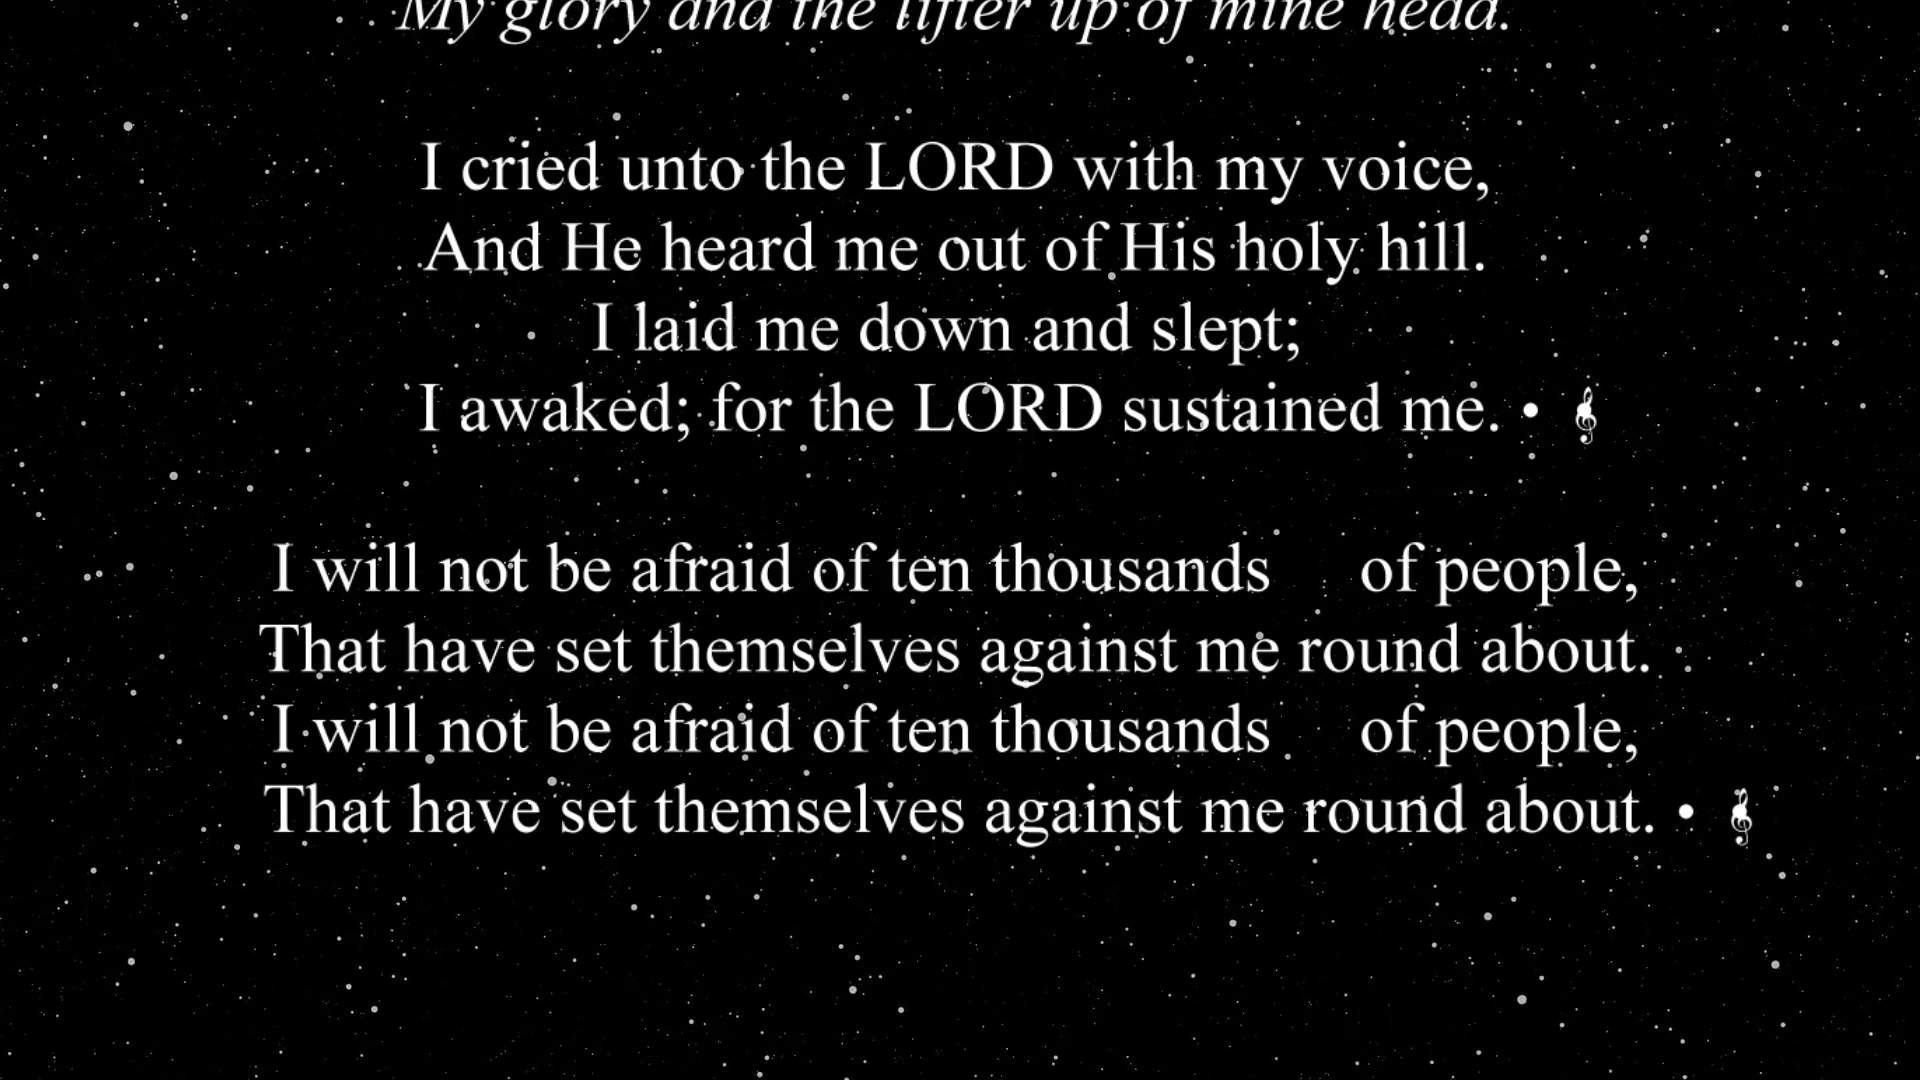 My glory and the lifter up of mine head.
I cried unto the LORD with my voice,
And He heard me out of His holy hill.
I laid me down and slept;
I awaked; for the LORD sustained me. • 𝄞
I will not be afraid of ten thousands of people,
That have set themselves against me round about.
I will not be afraid of ten thousands of people,
That have set themselves against me round about. • 𝄞